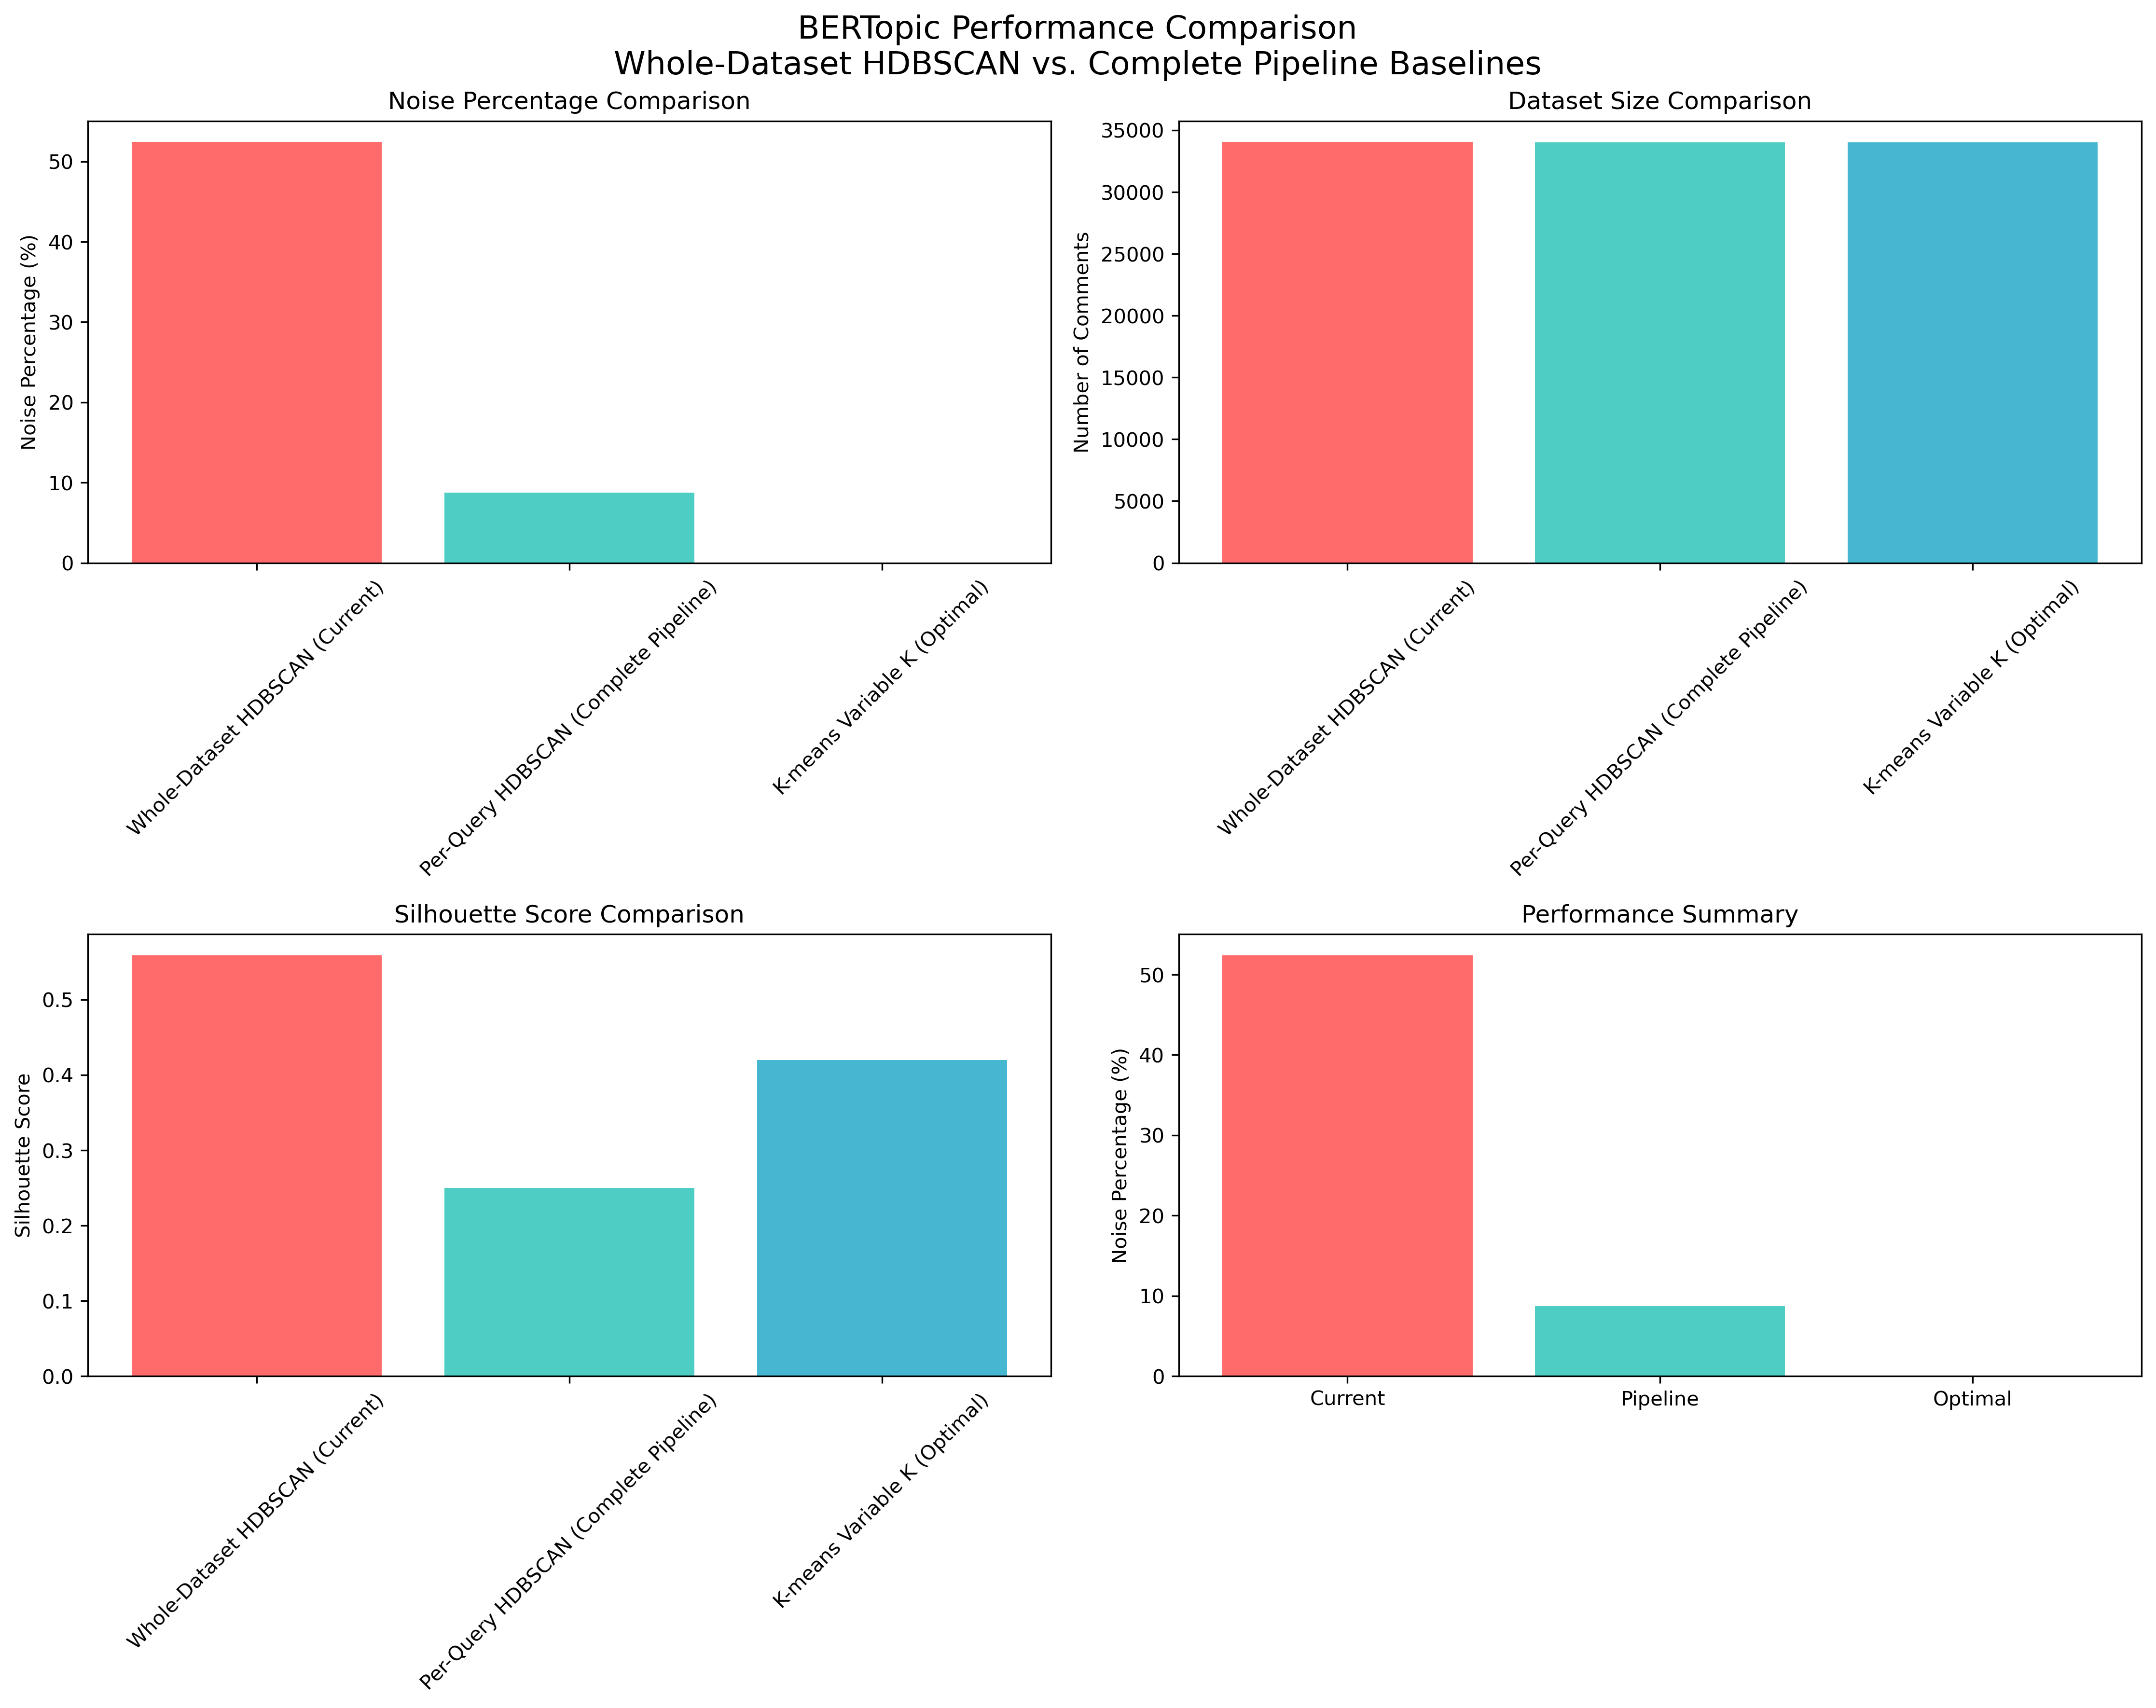 BERTopic Performance Comparison
Whole-Dataset HDBSCAN vs. Complete Pipeline Baselines
Noise Percentage Comparison
Noise Percentage (%)
50
40
30
20
10
0
Whole-Dataset HDBSCAN (Current)
Per-Query HDBSCAN (Complete Pipeline)
K-means Variable K (Optimal)
Dataset Size Comparison
Number of Comments
35000
30000
25000
20000
15000
10000
5000
0
Whole-Dataset HDBSCAN (Current)
Per-Query HDBSCAN (Complete Pipeline)
K-means Variable K (Optimal)
Silhouette Score Comparison
Silhouette Score
0.5
0.4
0.3
0.2
0.1
0.0
Whole-Dataset HDBSCAN (Current)
Per-Query HDBSCAN (Complete Pipeline)
K-means Variable K (Optimal)
Performance Summary
Noise Percentage (%)
50
40
30
20
10
0
Current
Pipeline
Optimal